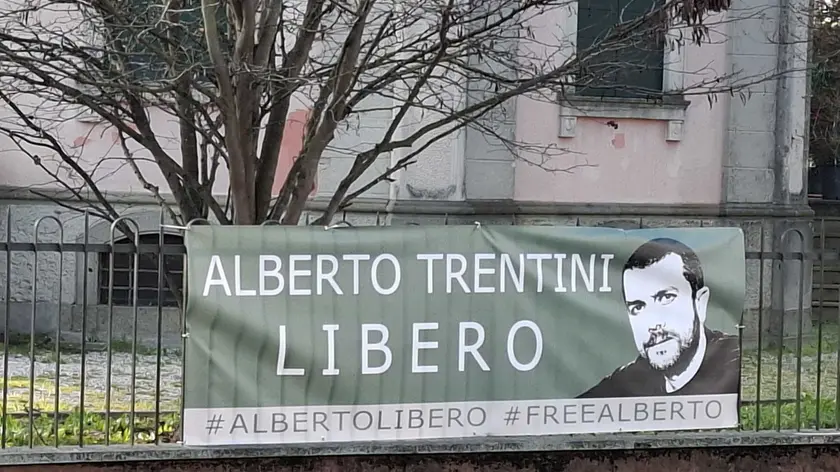 ALBERTO TRENTINI
LIBERO
#ALBERTOLIBERO #FREEALBERTO